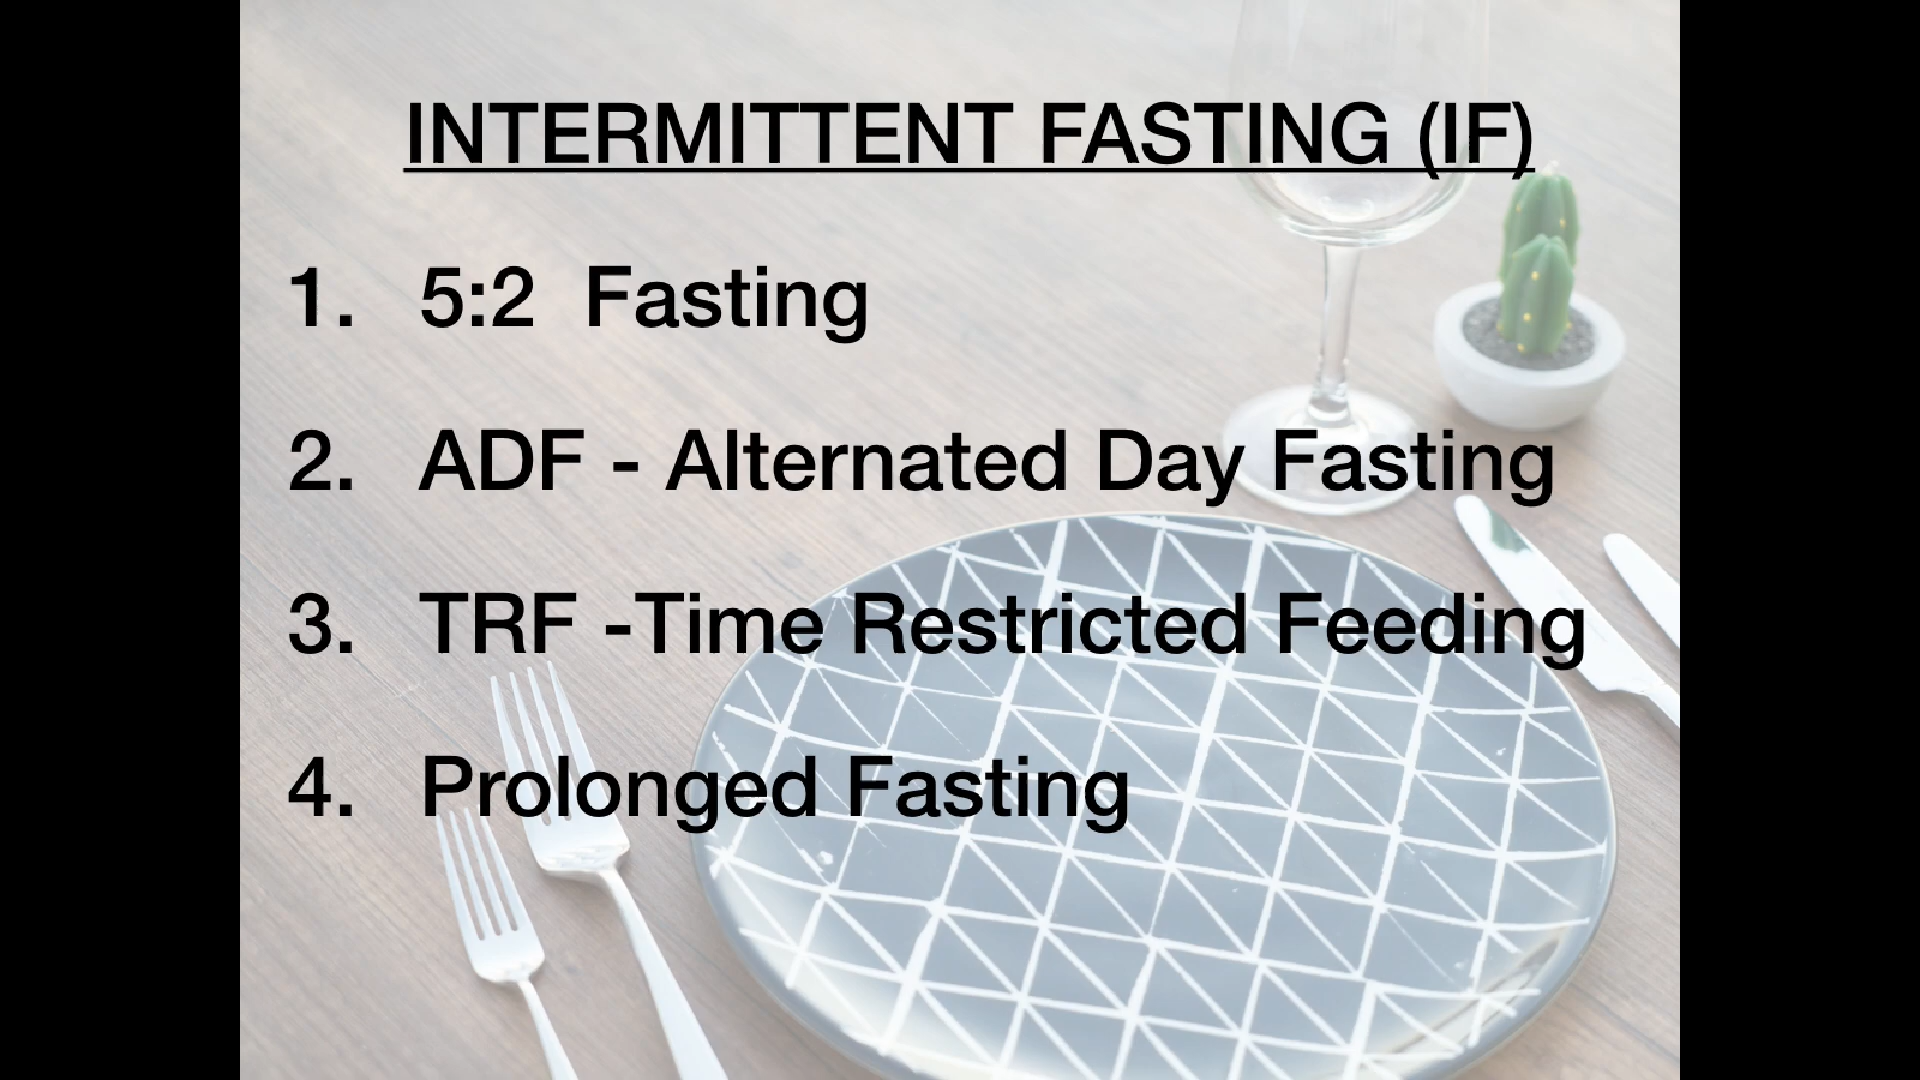 INTERMITTENT FASTING (IF)
1. 5:2 Fasting
2. ADF - Alternated Day Fasting
3. TRF -Time Restricted Feeding
4. Prolonged Fasting